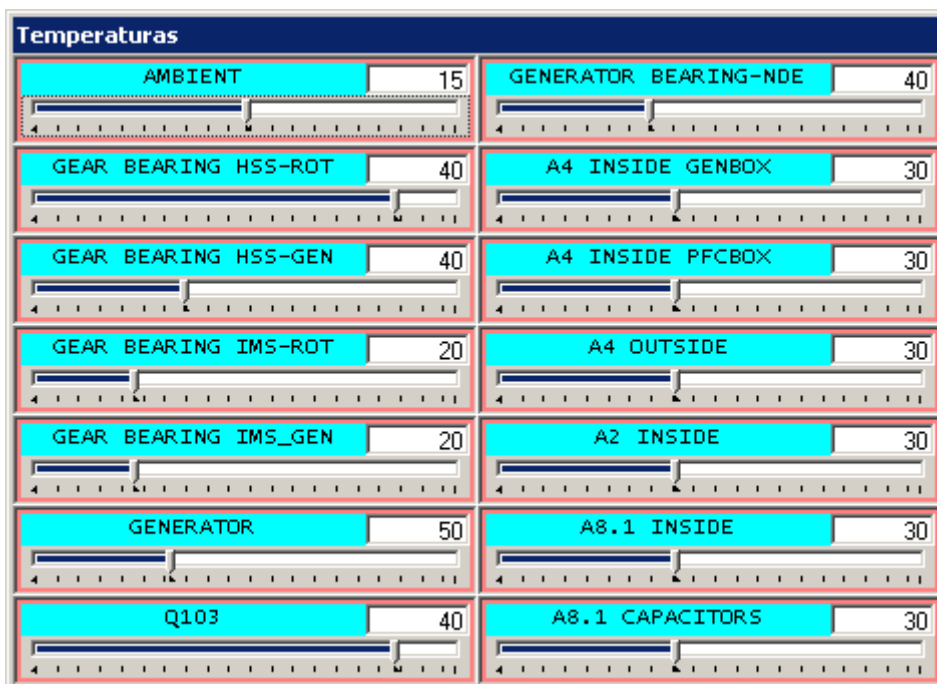 Temperaturas
AMBIENT 15
GENERATOR BEARING-NDE 40
GEAR BEARING HSS-ROT 40
A4 INSIDE GENBOX 30
GEAR BEARING HSS-GEN 40
A4 INSIDE PFCBOX 30
GEAR BEARING IMS-ROT 20
A4 OUTSIDE 30
GEAR BEARING IMS_GEN 20
A2 INSIDE 30
GENERATOR 50
A8.1 INSIDE 30
Q103 40
A8.1 CAPACITORS 30